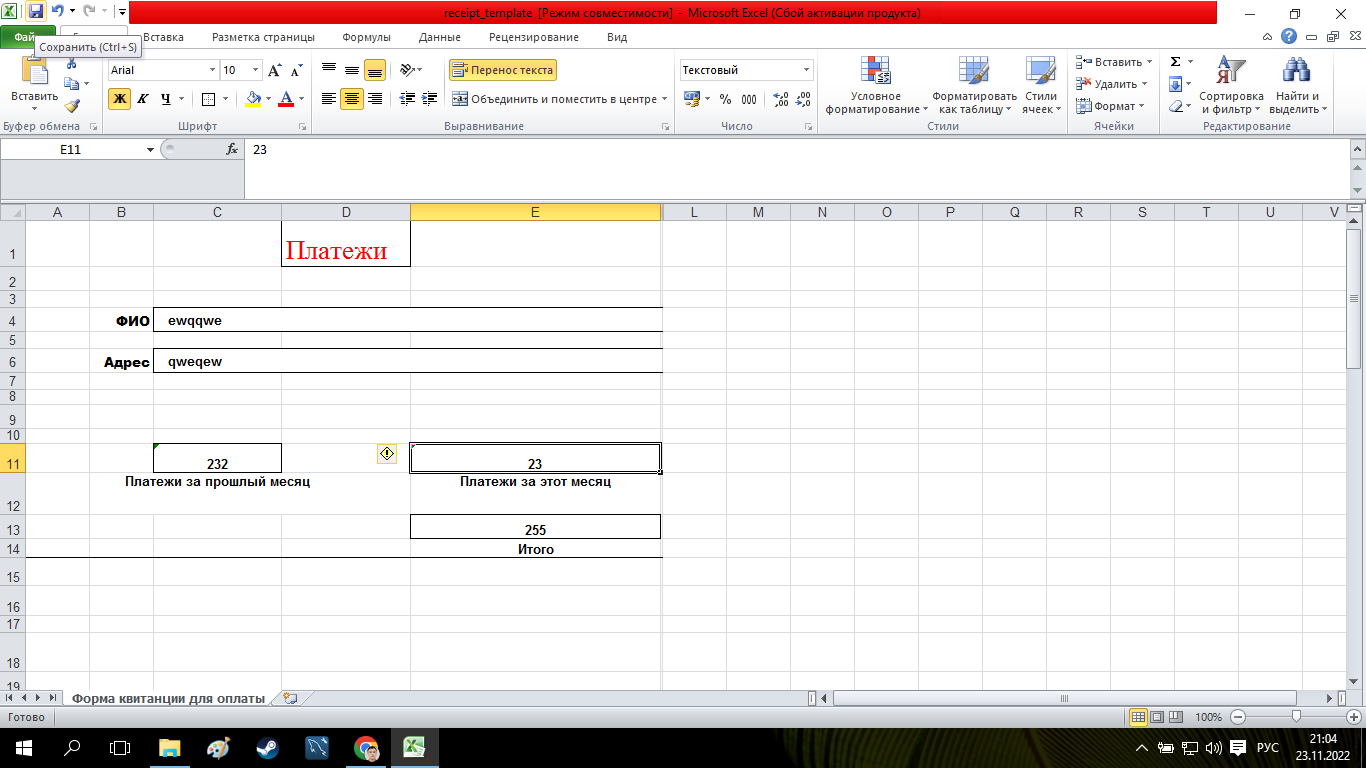 receipt_template [Режим совместимости] - Microsoft Excel (Сбой активации продукта)
Вставка Разметка страницы Формулы Данные Рецензирование Вид
Сохранить (Ctrl+S)
Arial 10 Перенос текста Текстовый Вставить Σ
Вставить Ж К Ч А Объединить и поместить в центре % 000 Условное форматирование Форматировать как таблицу Стили ячеек Удалить Формат Сортировка и фильтр Найти и выделить
Буфер обмена Шрифт Выравнивание Число Стили Ячейки Редактирование
E11 fx 23
A B C D E L M N O P Q R S T U V
1 Платежи
2
3
4 ФИО ewqqwe
5
6 Адрес qweqew
7
8
9
10
11 232 23
Платежи за прошлый месяц Платежи за этот месяц
12
13 255
14 Итого
15
16
17
18
19
Форма квитанции для оплаты
Готово 100%
РУС 21:04
23.11.2022